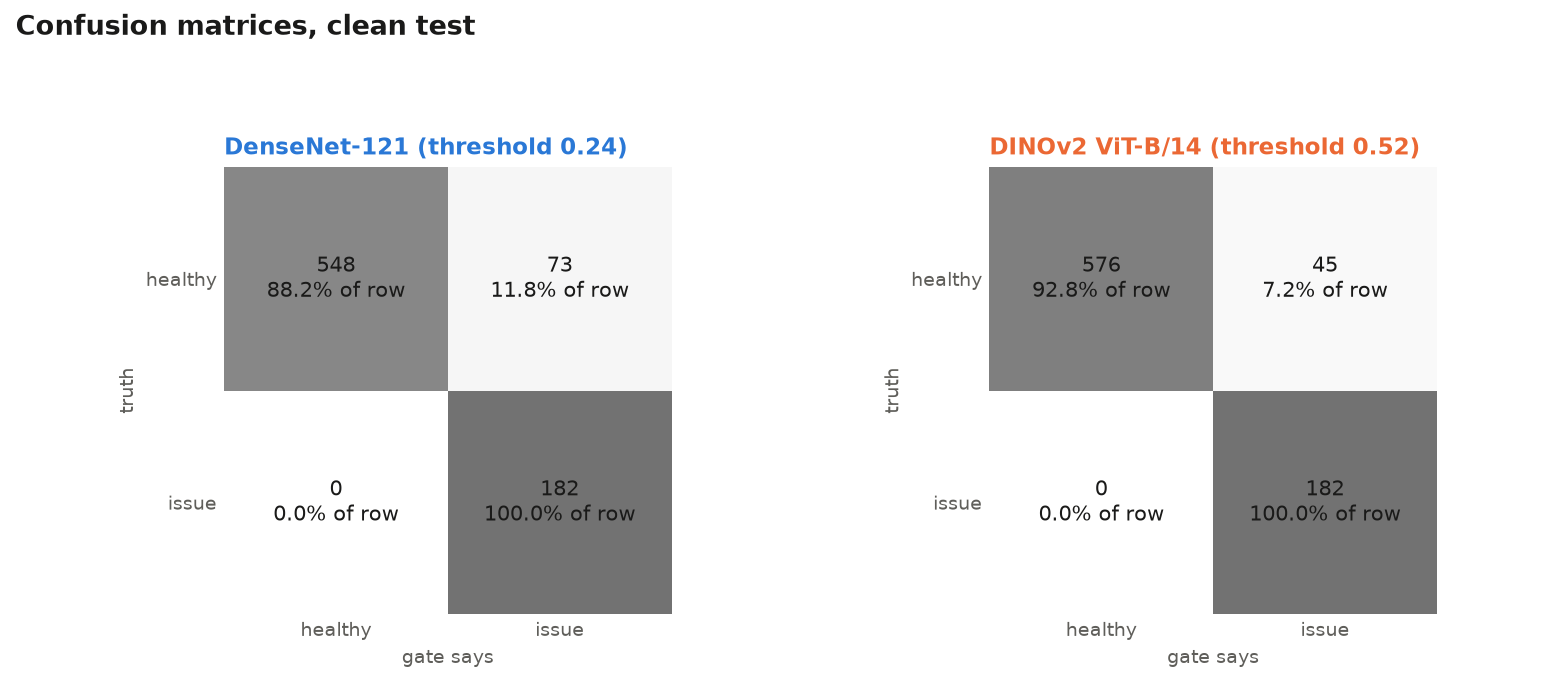 Confusion matrices, clean test
DenseNet-121 (threshold 0.24)
healthy
548
88.2% of row
73
11.8% of row
truth
issue
0
0.0% of row
182
100.0% of row
healthy
issue
gate says
DINOv2 ViT-B/14 (threshold 0.52)
healthy
576
92.8% of row
45
7.2% of row
truth
issue
0
0.0% of row
182
100.0% of row
healthy
issue
gate says